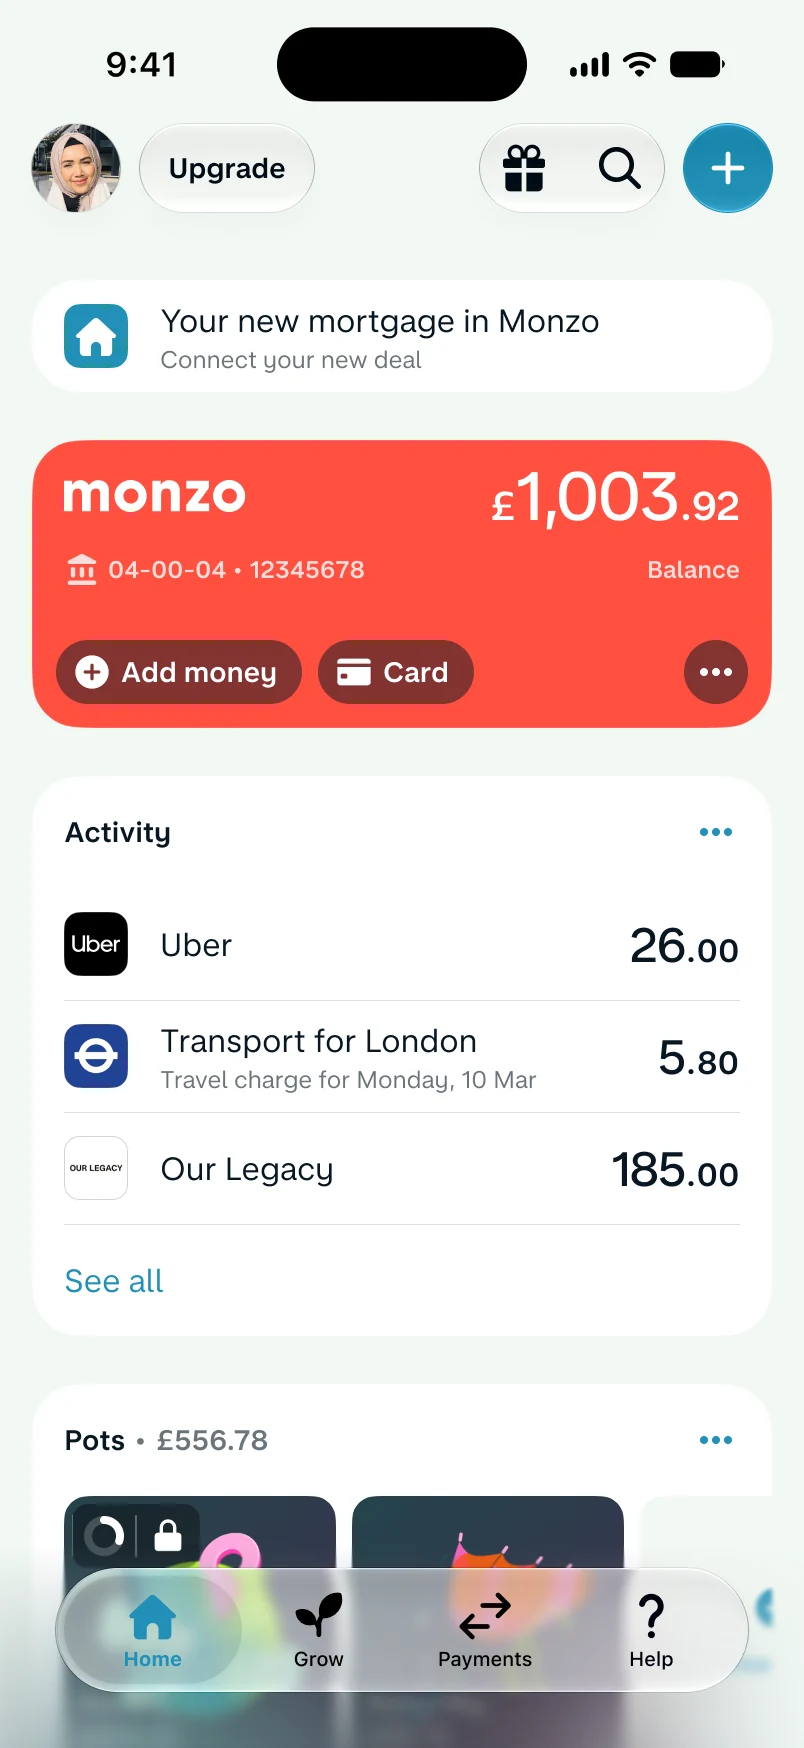 9:41
Upgrade
Your new mortgage in Monzo
Connect your new deal
monzo
£1,003.92
04-00-04 • 12345678
Balance
Add money
Card
Activity
Uber
Uber
26.00
Transport for London
Travel charge for Monday, 10 Mar
5.80
OUR LEGACY
Our Legacy
185.00
See all
Pots • £556.78
Home
Grow
Payments
Help